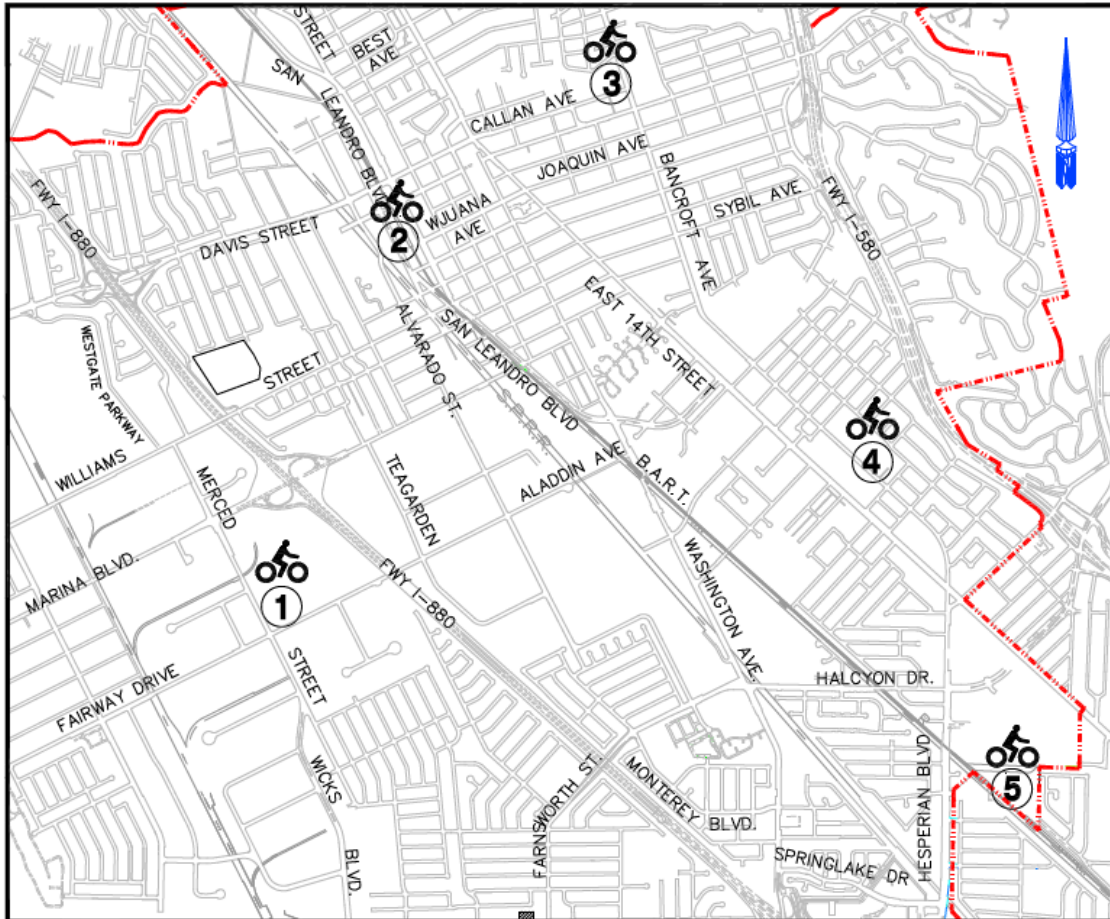 STREET
BEST
AVE
SAN
LEANDRO BLVD
3
CALLAN AVE
JOAQUIN AVE
BANCROFT
AVE
SYBIL AVE
FWY I-580
FWY I-880
DAVIS STREET
2
WJUANA
AVE
EAST 14TH STREET
WESTGATE PARKWAY
ALVARADO ST.
SAN LEANDRO BLVD
S.P.R.R.
STREET
WILLIAMS
MERCED
TEAGARDEN
ALADDIN AVE
B.A.R.T.
4
MARINA BLVD.
1
FWY I-880
WASHINGTON AVE.
STREET
FAIRWAY DRIVE
HALCYON DR.
WICKS
BLVD.
FARNSWORTH ST.
MONTEREY
BLVD.
HESPERIAN BLVD
5
SPRINGLAKE DR